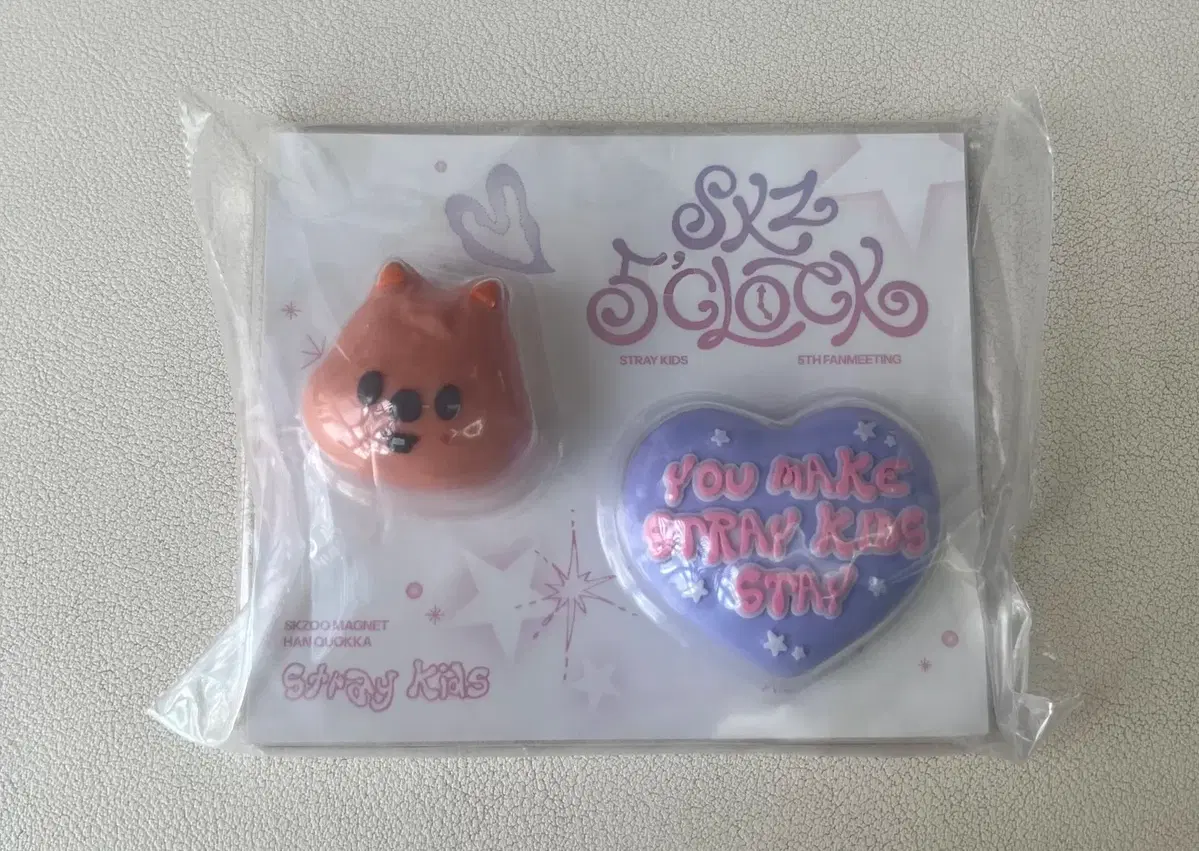 SKZ
5'CLOCK
STRAY KIDS 5TH FANMEETING
YOU MAKE
STRAY KIDS
STAY
SKZOO MAGNET
HAN QUOKKA
Stray Kids